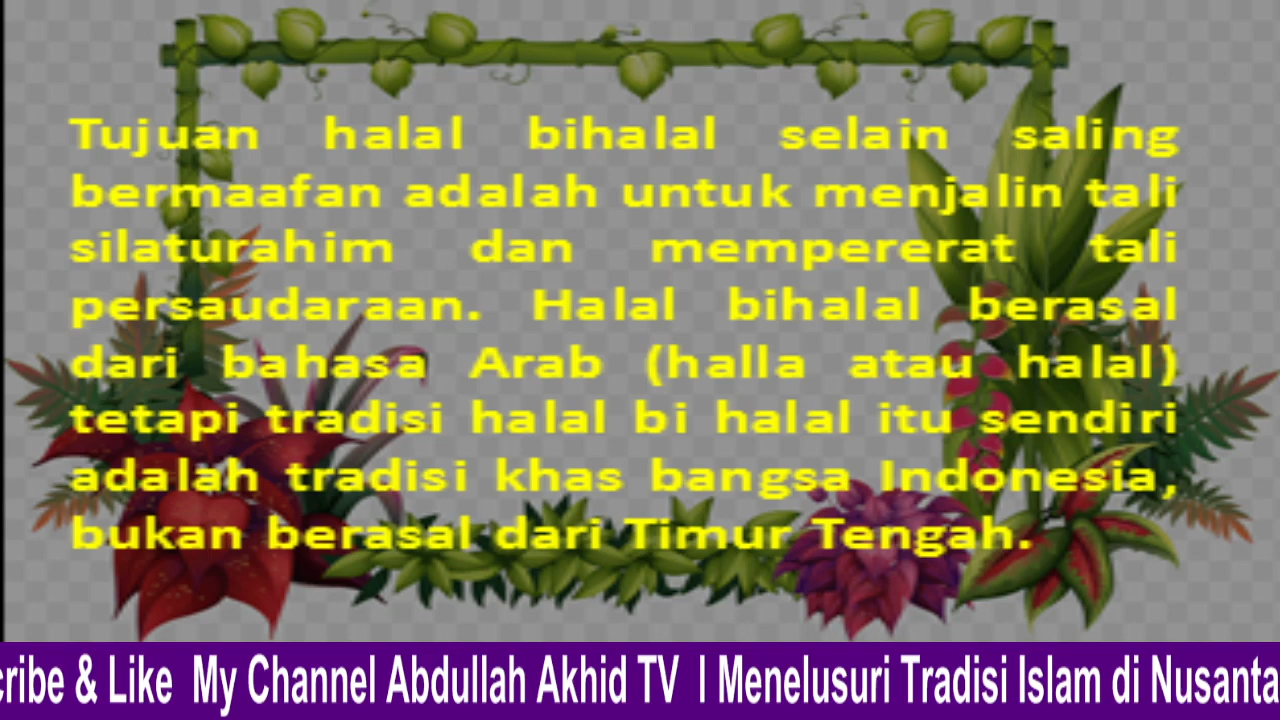 Tujuan halal bihalal selain saling
bermaafan adalah untuk menjalin tali
silaturahim dan mempererat tali
persaudaraan. Halal bihalal berasal
dari bahasa Arab (halla atau halal)
tetapi tradisi halal bi halal itu sendiri
adalah tradisi khas bangsa Indonesia,
bukan berasal dari Timur Tengah.
cribe & Like My Channel Abdullah Akhid TV I Menelusuri Tradisi Islam di Nusanta